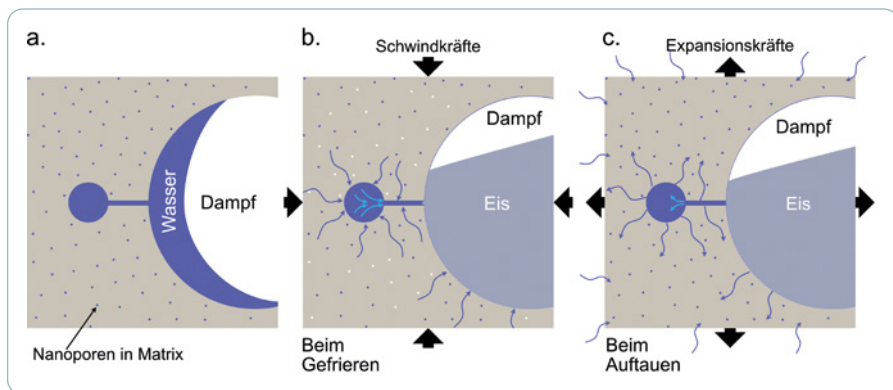 a.
Wasser
Dampf
Nanoporen in Matrix
b.
Schwindkräfte
Dampf
Eis
Beim
Gefrieren
c.
Expansionskräfte
Dampf
Eis
Beim
Auftauen